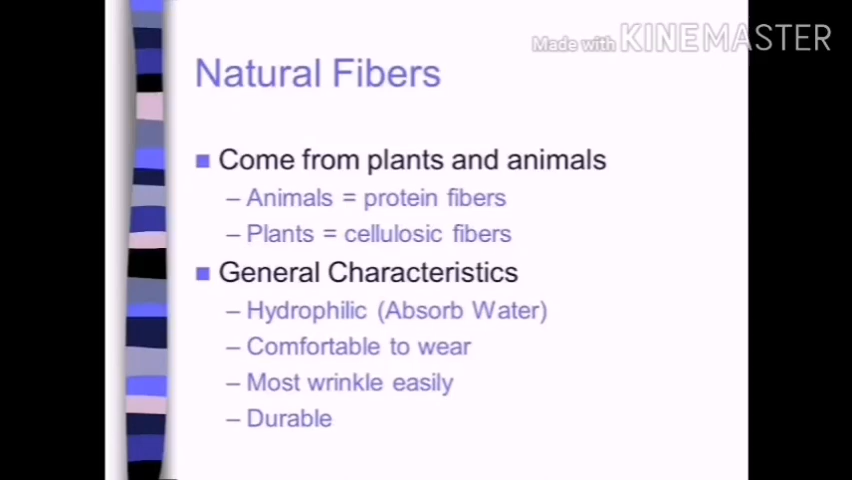 Made with KINEMASTER
Natural Fibers
■ Come from plants and animals
– Animals = protein fibers
– Plants = cellulosic fibers
■ General Characteristics
– Hydrophilic (Absorb Water)
– Comfortable to wear
– Most wrinkle easily
– Durable